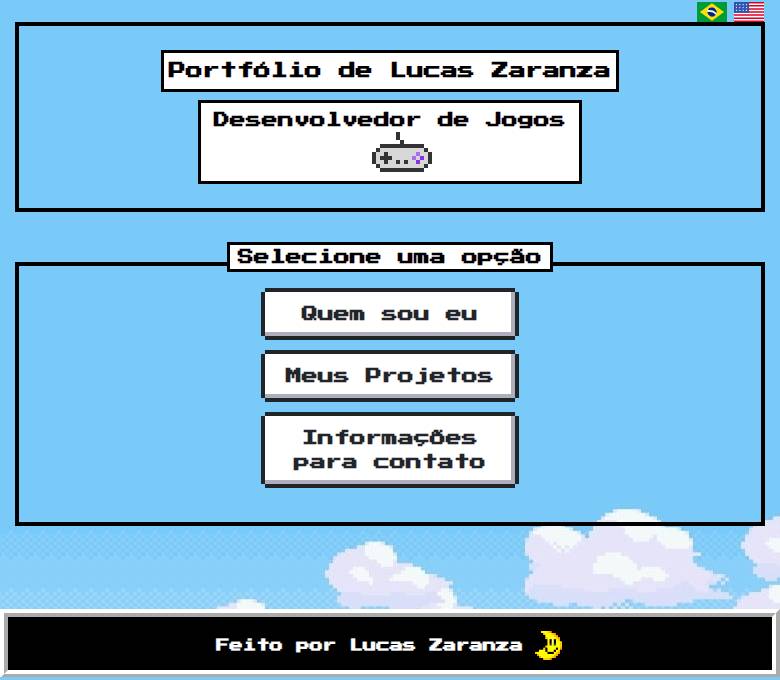 Portfólio de Lucas Zaranza
Desenvolvedor de Jogos
Selecione uma opção
Quem sou eu
Meus Projetos
Informações
para contato
Feito por Lucas Zaranza